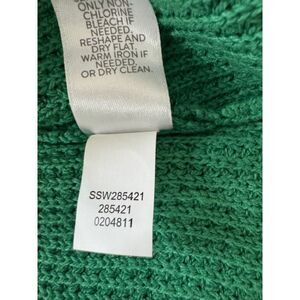 ONLY NON-
CHLORINE
BLEACH IF
NEEDED.
RESHAPE AND
DRY FLAT.
WARM IRON IF
NEEDED.
OR DRY CLEAN.
SSW285421
285421
0204811